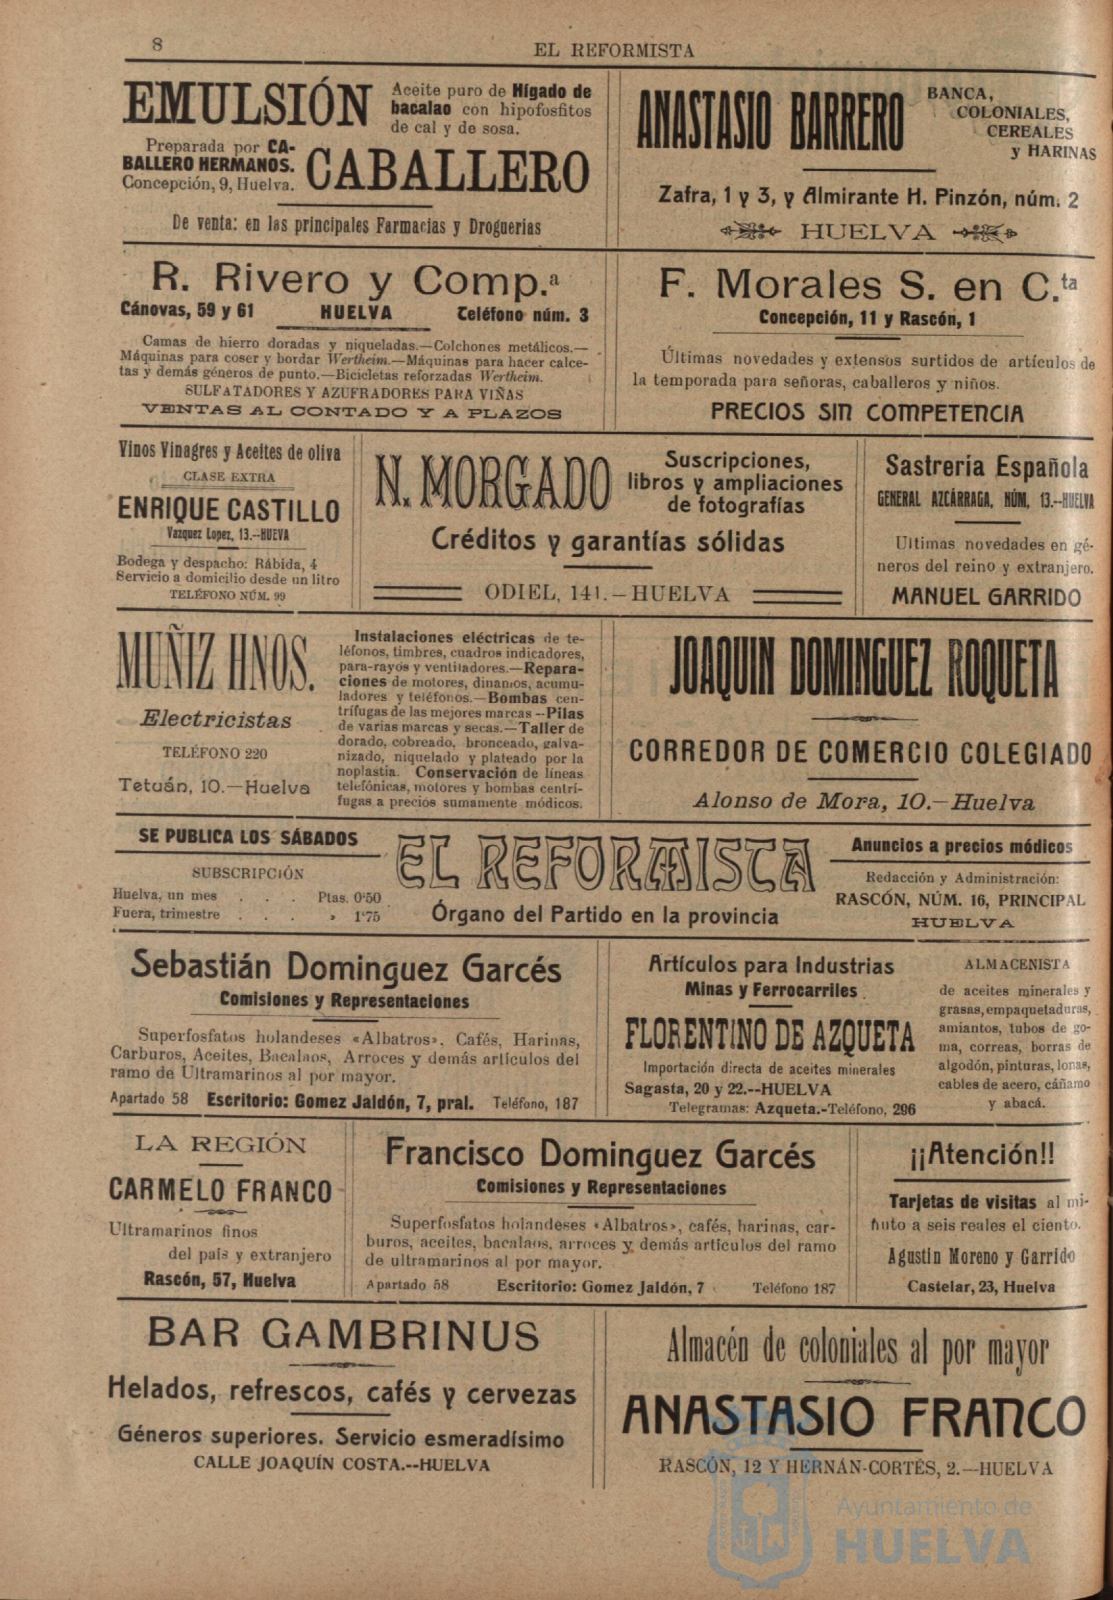 8
EL REFORMISTA
EMULSIÓN
Aceite puro de Hígado de
bacalao con hipofosfitos
de cal y de sosa.
Preparada por CA-
BALLERO HERMANOS.
Concepción, 9, Huelva.
CABALLERO
De venta: en las principales Farmacias y Droguerias
ANASTASIO BARRERO
BANCA,
COLONIALES,
CEREALES
y HARINAS
Zafra, 1 y 3, y Almirante H. Pinzón, núm. 2
HUELVA
R. Rivero y Comp.ª
Cánovas, 59 y 61 HUELVA Teléfono núm. 3
Camas de hierro doradas y niqueladas.—Colchones metálicos.—
Máquinas para coser y bordar Wertheim.—Máquinas para hacer calce-
tas y demás géneros de punto.—Bicicletas reforzadas Wertheim.
SULFATADORES Y AZUFRADORES PARA VIÑAS
VENTAS AL CONTADO Y A PLAZOS
F. Morales S. en C.ta
Concepción, 11 y Rascón, 1
Últimas novedades y extensos surtidos de artículos de
la temporada para señoras, caballeros y niños.
PRECIOS SIN COMPETENCIA
Vinos Vinagres y Aceites de oliva
CLASE EXTRA
ENRIQUE CASTILLO
Vazquez Lopez, 13.--HUEVA
Bodega y despacho: Rábida, 4
Servicio a domicilio desde un litro
TELÉFONO NÚM. 99
N. MORGADO
Suscripciones,
libros y ampliaciones
de fotografías
Créditos y garantías sólidas
ODIEL, 141.—HUELVA
Sastrería Española
GENERAL AZCÁRRAGA, NÚM, 13.--HUELVA
Ultimas novedades en gé-
neros del reino y extranjero.
MANUEL GARRIDO
MUÑIZ HNOS.
Electricistas
TELÉFONO 220
Tetuán, 10.—Huelva
Instalaciones eléctricas de te-
léfonos, timbres, cuadros indicadores,
para-rayos y ventiladores.—Repara-
ciones de motores, dinamos, acumu-
ladores y teléfonos.—Bombas cen-
trífugas de las mejores marcas--Pilas
de varias marcas y secas.—Taller de
dorado, cobreado, bronceado, galva-
nizado, niquelado y plateado por la
noplastia. Conservación de líneas
telefónicas, motores y bombas centrí-
fugas a precios sumamente módicos.
JOAQUIN DOMINGUEZ ROQUETA
CORREDOR DE COMERCIO COLEGIADO
Alonso de Mora, 10.—Huelva
SE PUBLICA LOS SÁBADOS
SUBSCRIPCIÓN
Huelva, un mes . . . Ptas. 0'50
Fuera, trimestre . . . » 1'75
EL REFORMISTA
Órgano del Partido en la provincia
Anuncios a precios módicos
Redacción y Administración:
RASCÓN, NÚM. 16, PRINCIPAL
HUELVA
Sebastián Dominguez Garcés
Comisiones y Representaciones
Superfosfatos holandeses «Albatros», Cafés, Harinas,
Carburos, Aceites, Bacalaos, Arroces y demás artículos del
ramo de Ultramarinos al por mayor.
Apartado 58 Escritorio: Gomez Jaldón, 7, pral. Teléfono, 187
Artículos para Industrias
Minas y Ferrocarriles
FLORENTINO DE AZQUETA
Importación directa de aceites minerales
Sagasta, 20 y 22.--HUELVA
Telegramas: Azqueta.-Teléfono, 296
ALMACENISTA
de aceites minerales y
grasas, empaquetaduras,
amiantos, tubos de go-
ma, correas, borras de
algodón, pinturas, lonas,
cables de acero, cáñamo
y abacá.
LA REGIÓN
CARMELO FRANCO
Ultramarinos finos
del país y extranjero
Rascón, 57, Huelva
Francisco Dominguez Garcés
Comisiones y Representaciones
Superfosfatos holandeses «Albatros», cafés, harinas, car-
buros, aceites, bacalaos, arroces y demás artículos del ramo
de ultramarinos al por mayor.
Apartado 58 Escritorio: Gomez Jaldón, 7 Teléfono 187
¡¡Atención!!
Tarjetas de visitas al mi-
ñuto a seis reales el ciento.
Agustin Moreno y Garrido
Castelar, 23, Huelva
BAR GAMBRINUS
Helados, refrescos, cafés y cervezas
Géneros superiores. Servicio esmeradísimo
CALLE JOAQUÍN COSTA.--HUELVA
Almacén de coloniales al por mayor
ANASTASIO FRANCO
RASCÓN, 12 Y HERNÁN-CORTÉS, 2.—HUELVA
Ayuntamiento de
HUELVA